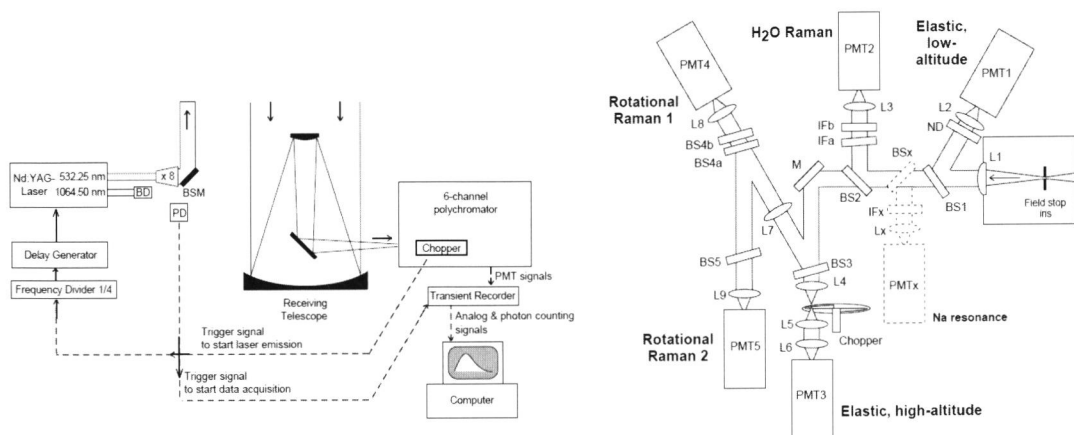 Nd:YAG- 532.25 nm
Laser 1064.50 nm
BD
x 8
BSM
PD
Delay Generator
Frequency Divider 1/4
Receiving
Telescope
6-channel
polychromator
Chopper
PMT signals
Transient Recorder
Analog & photon counting
signals
Computer
Trigger signal
to start laser emission
Trigger signal
to start data acquisition
H2O Raman
Elastic,
low-
altitude
Rotational
Raman 1
PMT4
PMT2
PMT1
L8
L3
L2
ND
BS4b
BS4a
IFb
IFa
M
BSx
L1
BS2
BS1
Field stop
iris
IFx
Lx
L7
BS5
BS3
L4
L9
PMTx
Na resonance
L5
L6
Chopper
Rotational
Raman 2
PMT5
PMT3
Elastic, high-altitude